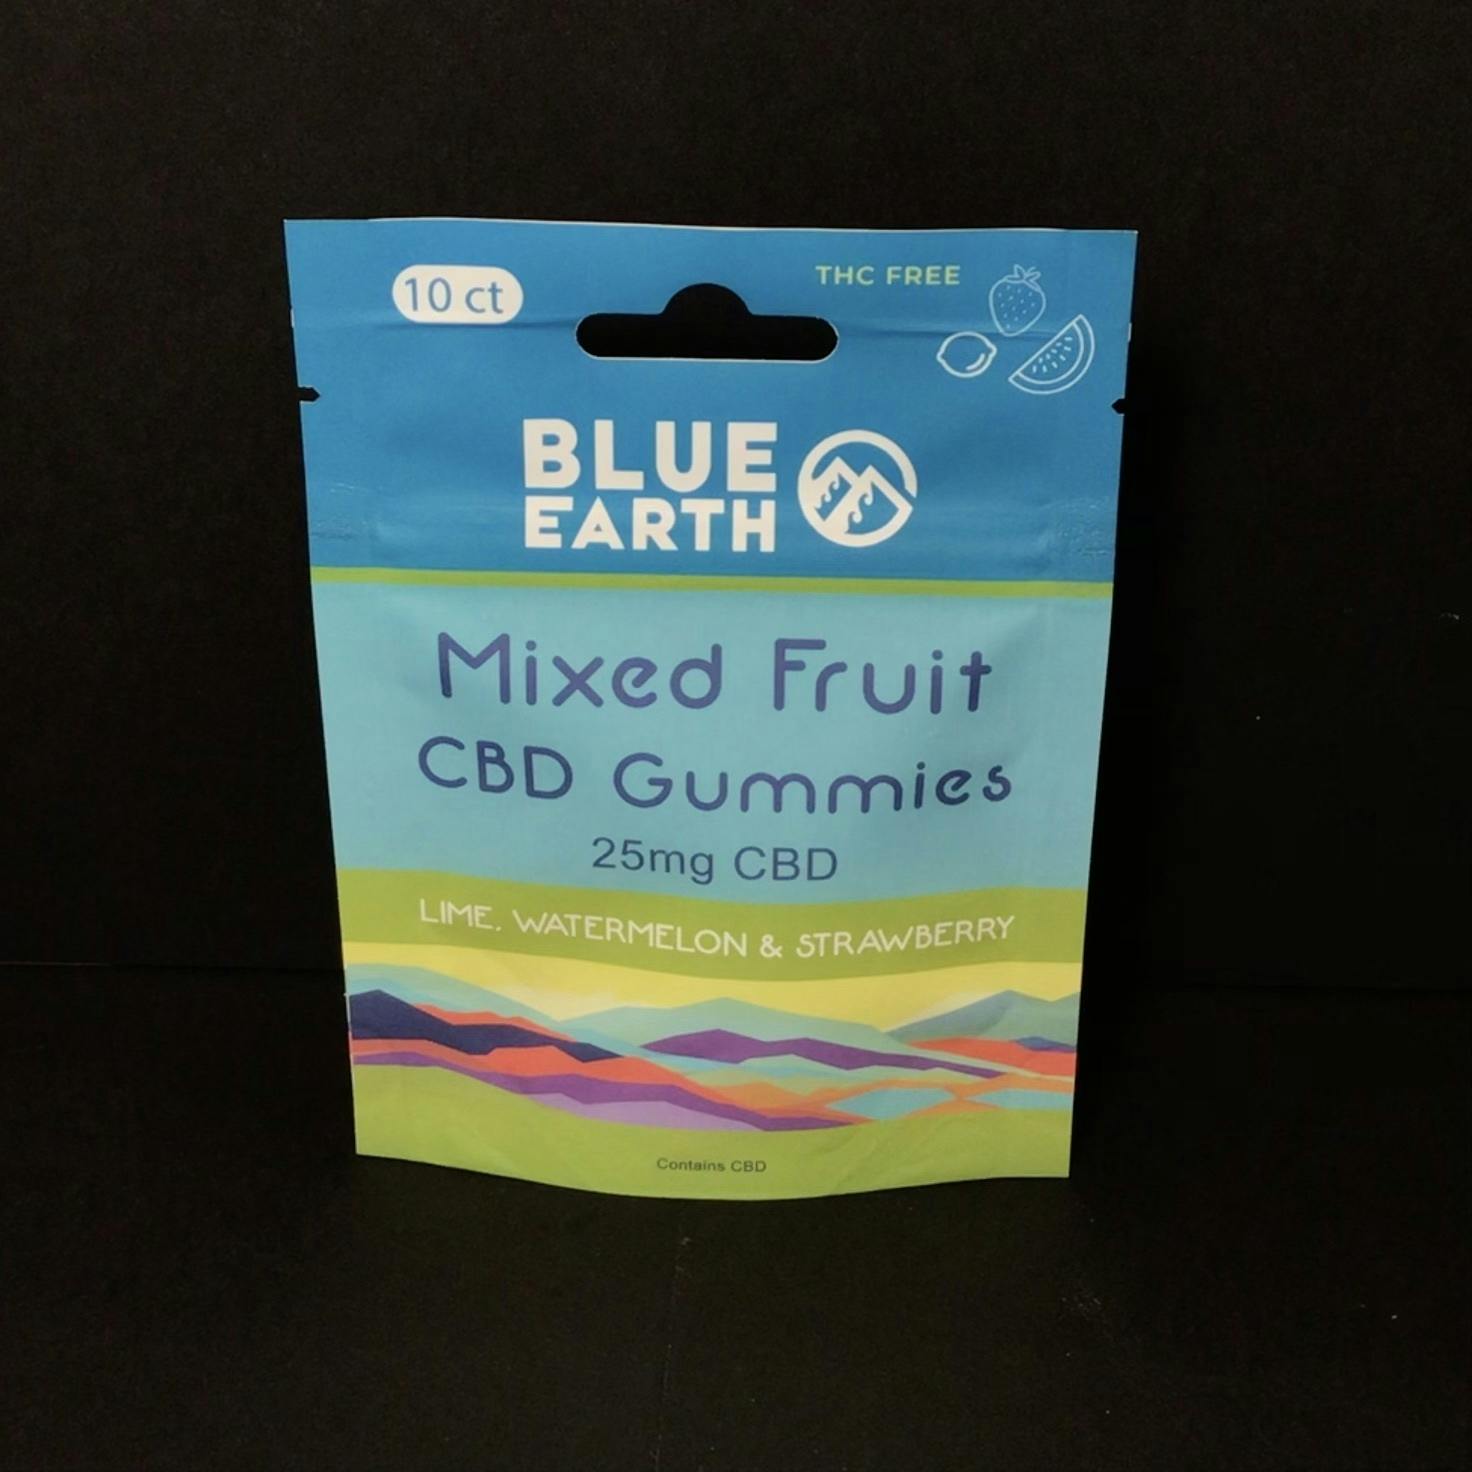 10 ct
THC FREE
BLUE
EARTH
Mixed Fruit
CBD Gummies
25mg CBD
LIME, WATERMELON & STRAWBERRY
Contains CBD